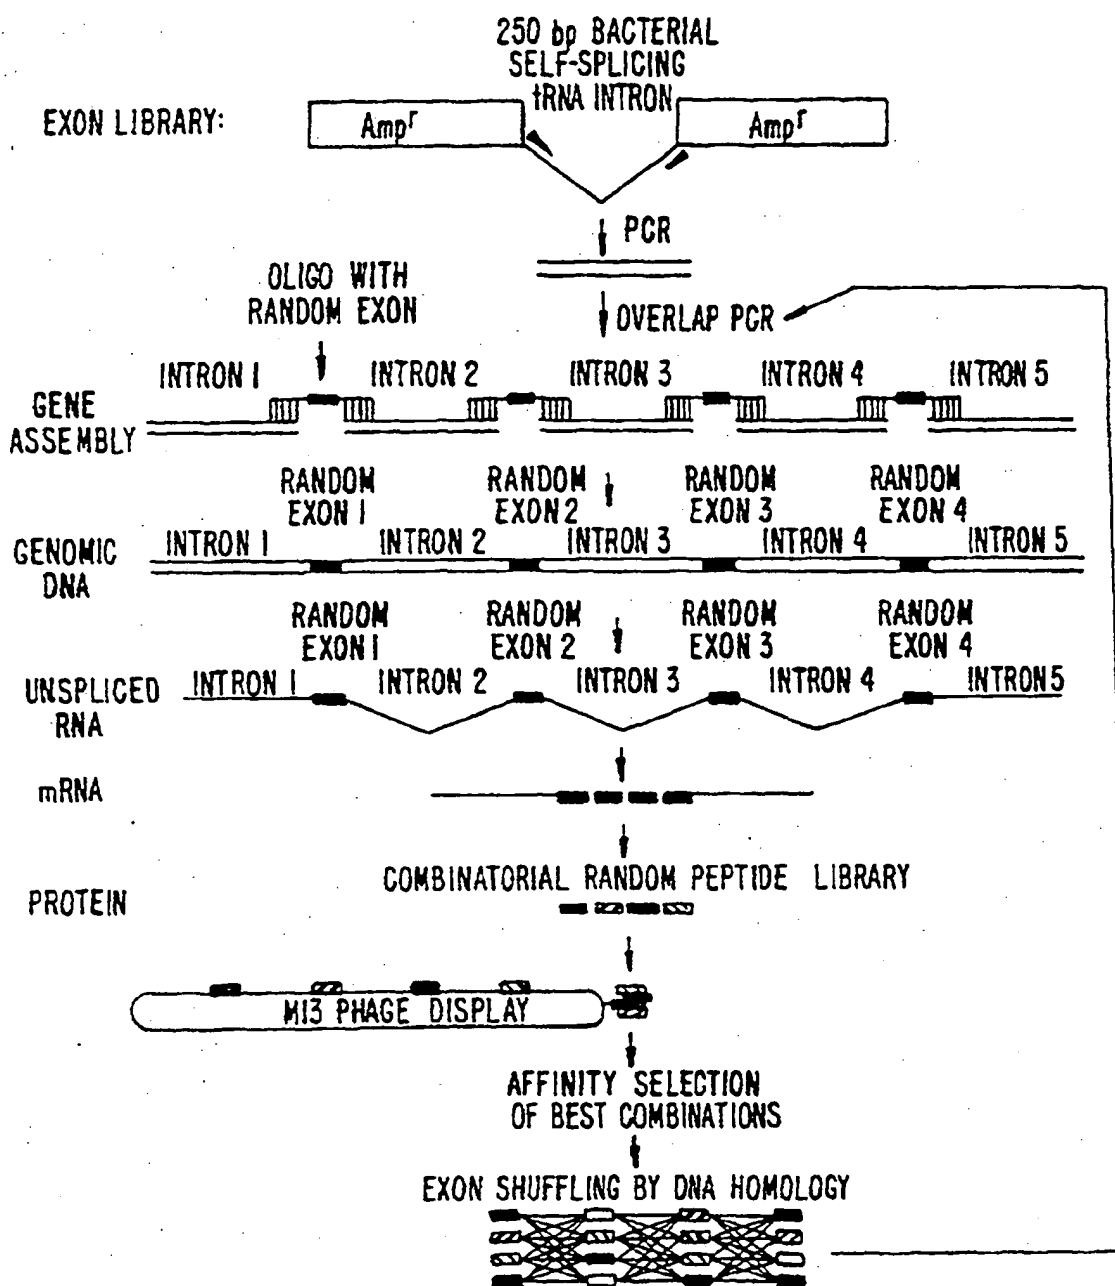 250 bp BACTERIAL
SELF-SPLICING
tRNA INTRON
EXON LIBRARY:
Ampʳ
Ampʳ
PCR
OLIGO WITH
RANDOM EXON
OVERLAP PCR
INTRON 1
INTRON 2
INTRON 3
INTRON 4
INTRON 5
GENE
ASSEMBLY
RANDOM
EXON 1
RANDOM
EXON 2
RANDOM
EXON 3
RANDOM
EXON 4
GENOMIC
DNA
INTRON 1
INTRON 2
INTRON 3
INTRON 4
INTRON 5
RANDOM
EXON 1
RANDOM
EXON 2
RANDOM
EXON 3
RANDOM
EXON 4
UNSPLICED
RNA
INTRON 1
INTRON 2
INTRON 3
INTRON 4
INTRON 5
mRNA
PROTEIN
COMBINATORIAL RANDOM PEPTIDE LIBRARY
M13 PHAGE DISPLAY
AFFINITY SELECTION
OF BEST COMBINATIONS
EXON SHUFFLING BY DNA HOMOLOGY